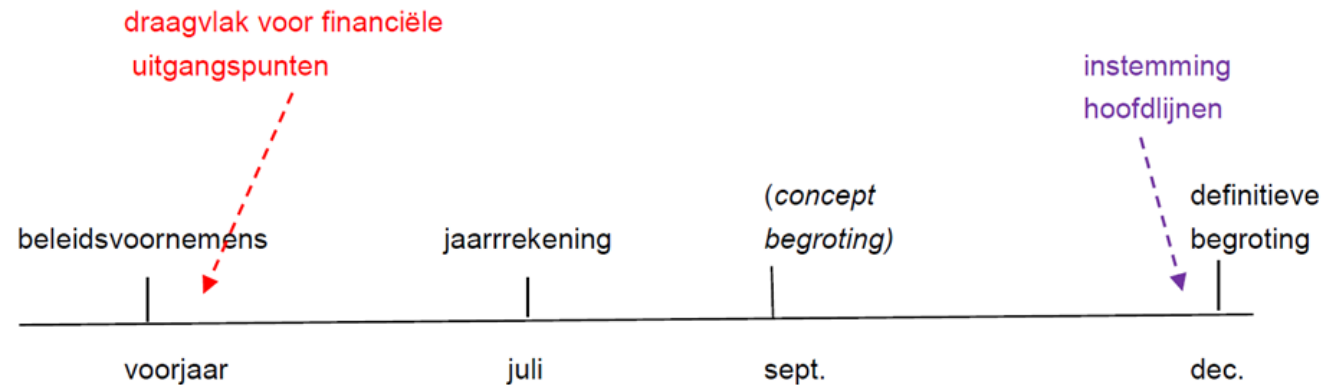 draagvlak voor financiële
uitgangspunten
instemming
hoofdlijnen
(concept
definitieve
beleidsvoornemens
jaarrrekening
begroting)
begroting
voorjaar
juli
sept.
dec.